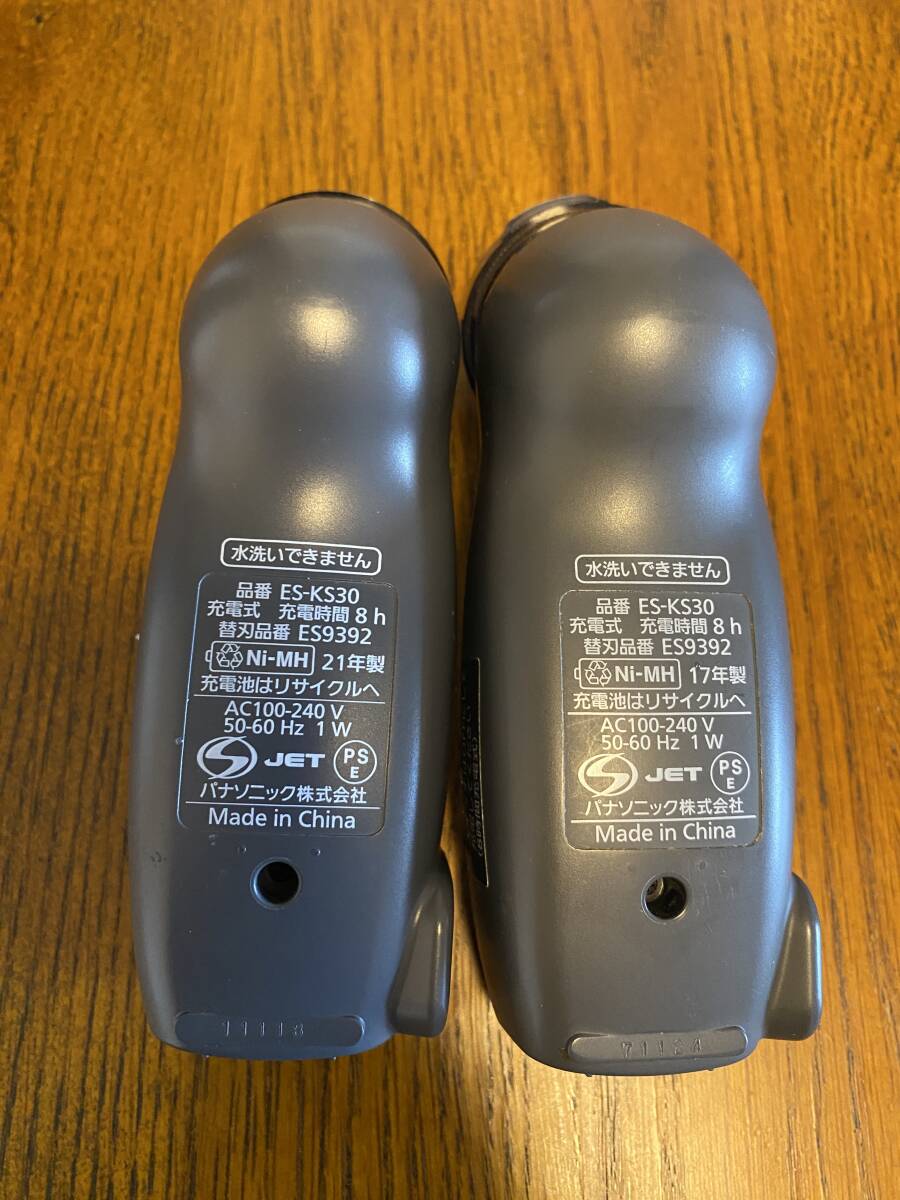 水洗いできません
品番 ES-KS30
充電式 充電時間 8 h
替刃品番 ES9392
Ni-MH 21年製
充電池はリサイクルへ
AC100-240 V
50-60 Hz 1 W
JET PS E
パナソニック株式会社
Made in China
11113
水洗いできません
品番 ES-KS30
充電式 充電時間 8 h
替刃品番 ES9392
Ni-MH 17年製
充電池はリサイクルへ
AC100-240 V
50-60 Hz 1 W
S JET PS E
パナソニック株式会社
Made in China